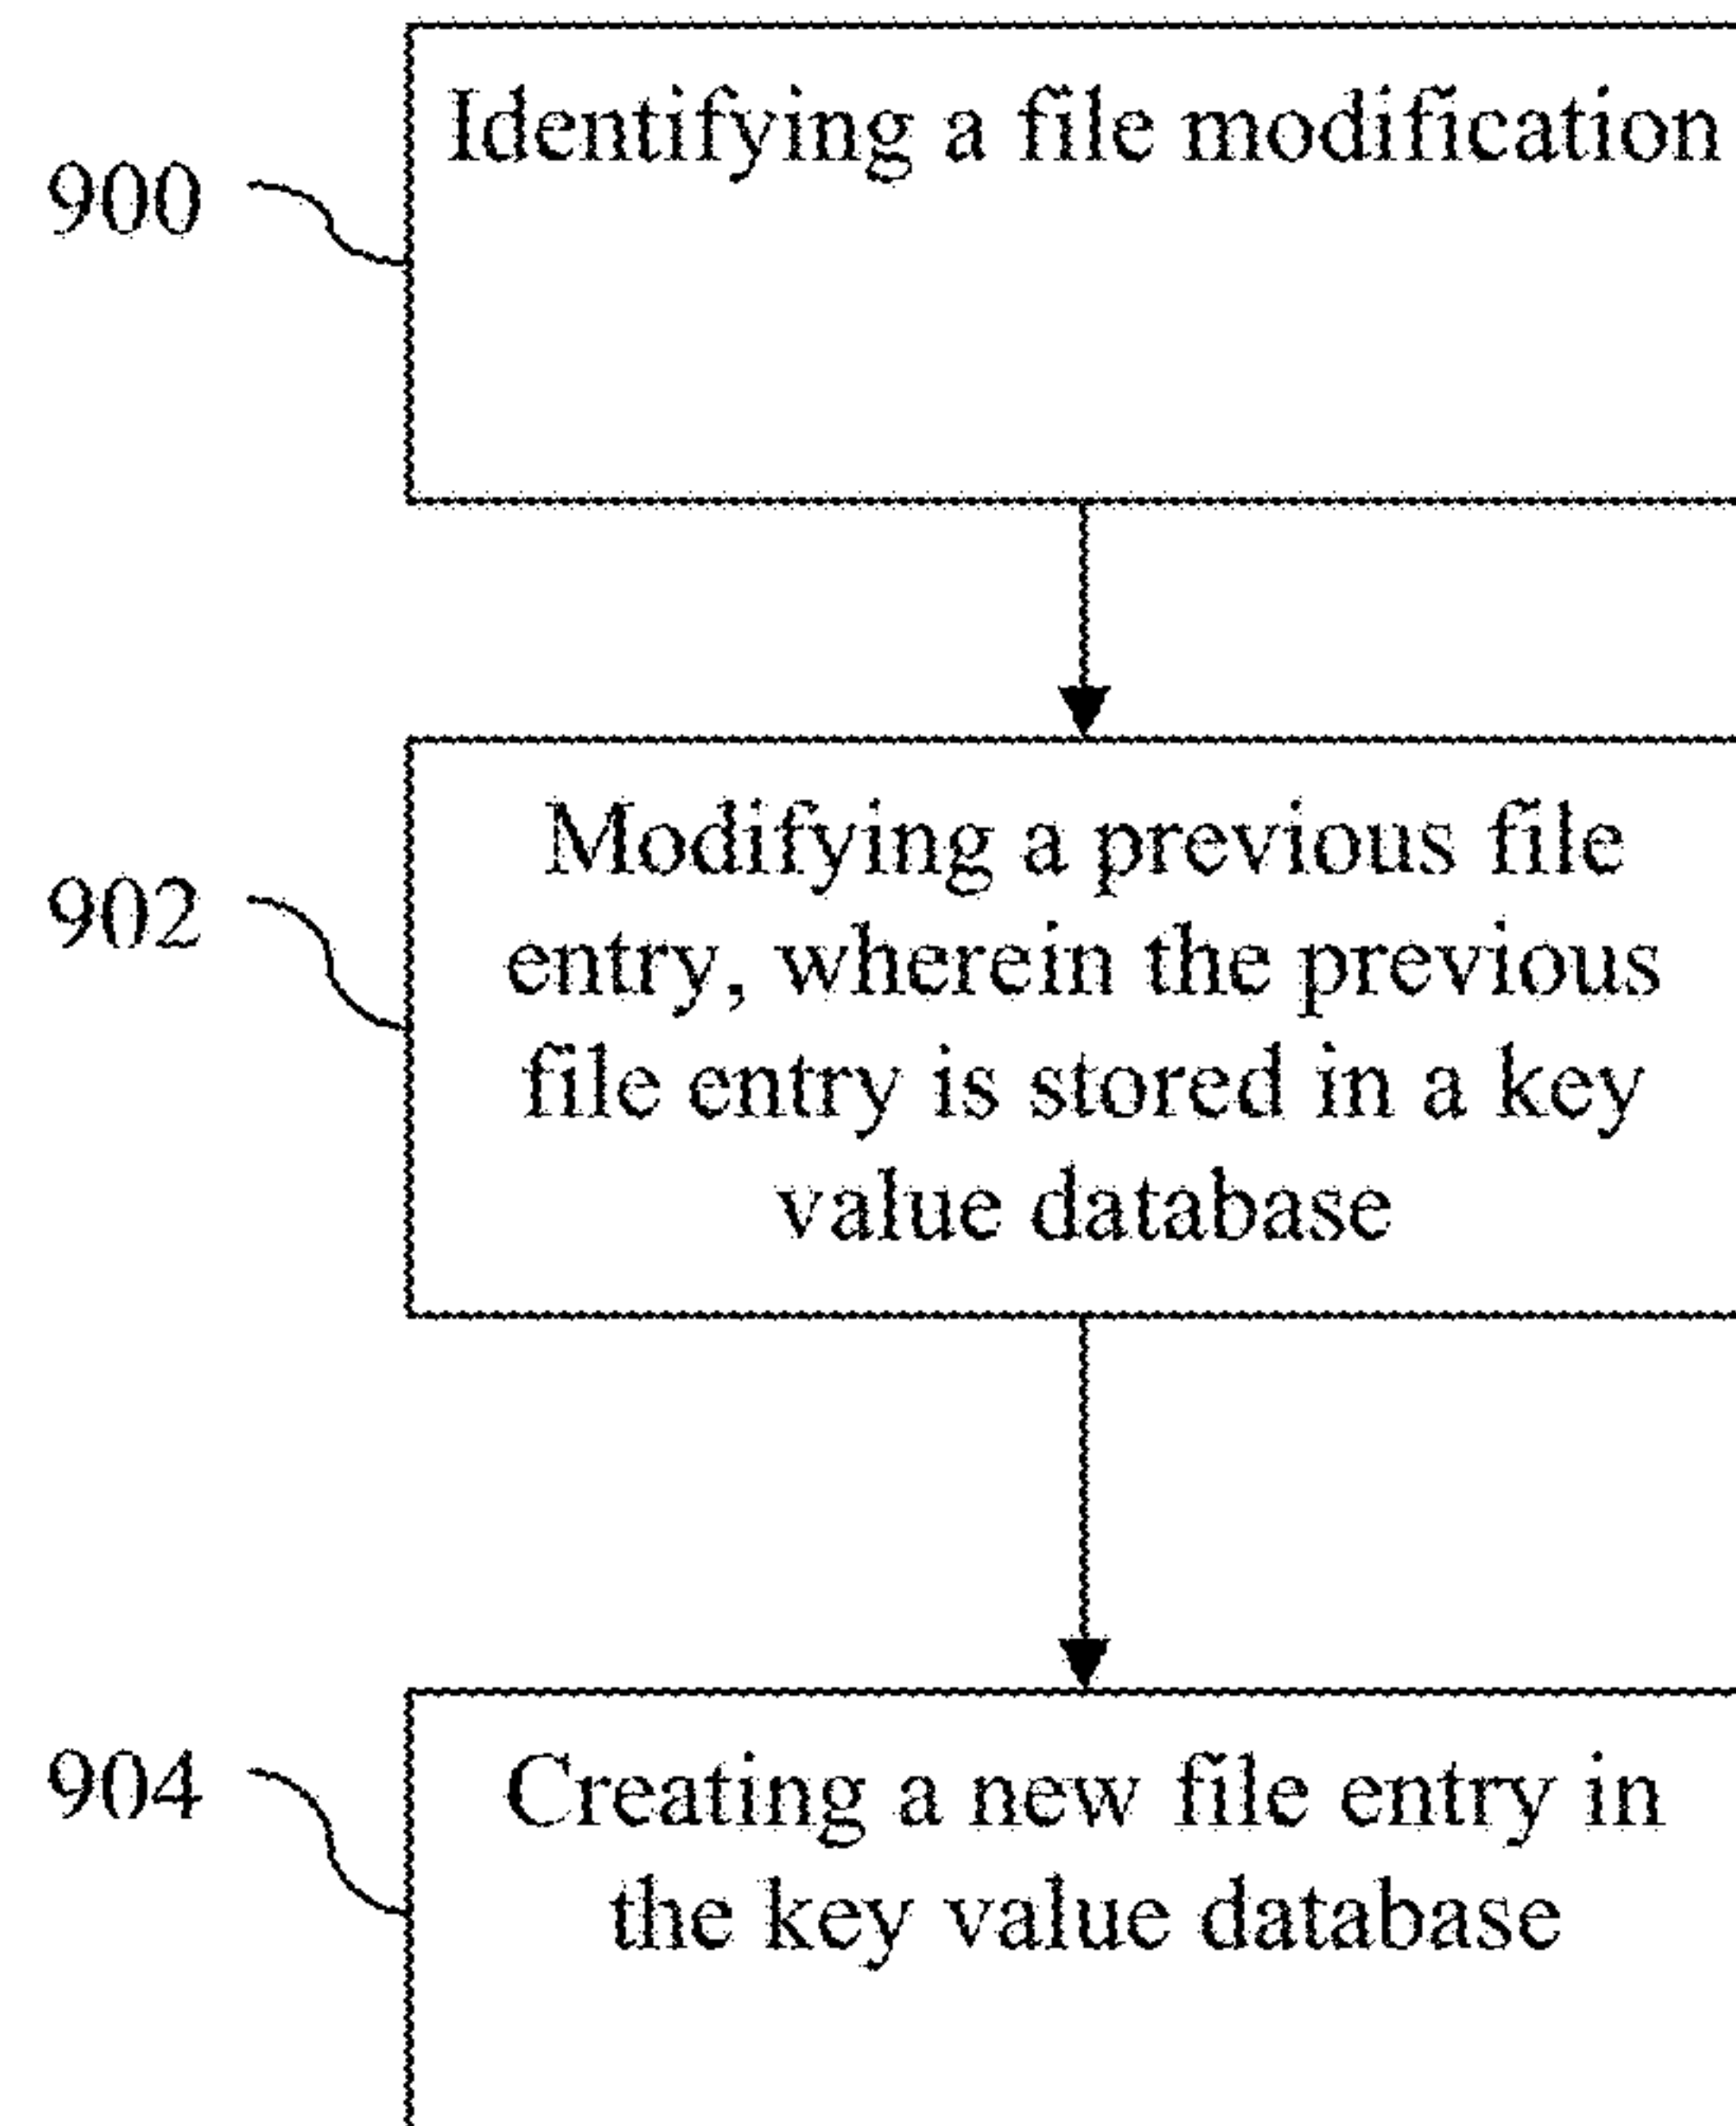 900
Identifying a file modification
902
Modifying a previous file
entry, wherein the previous
file entry is stored in a key
value database
904
Creating a new file entry in
the key value database